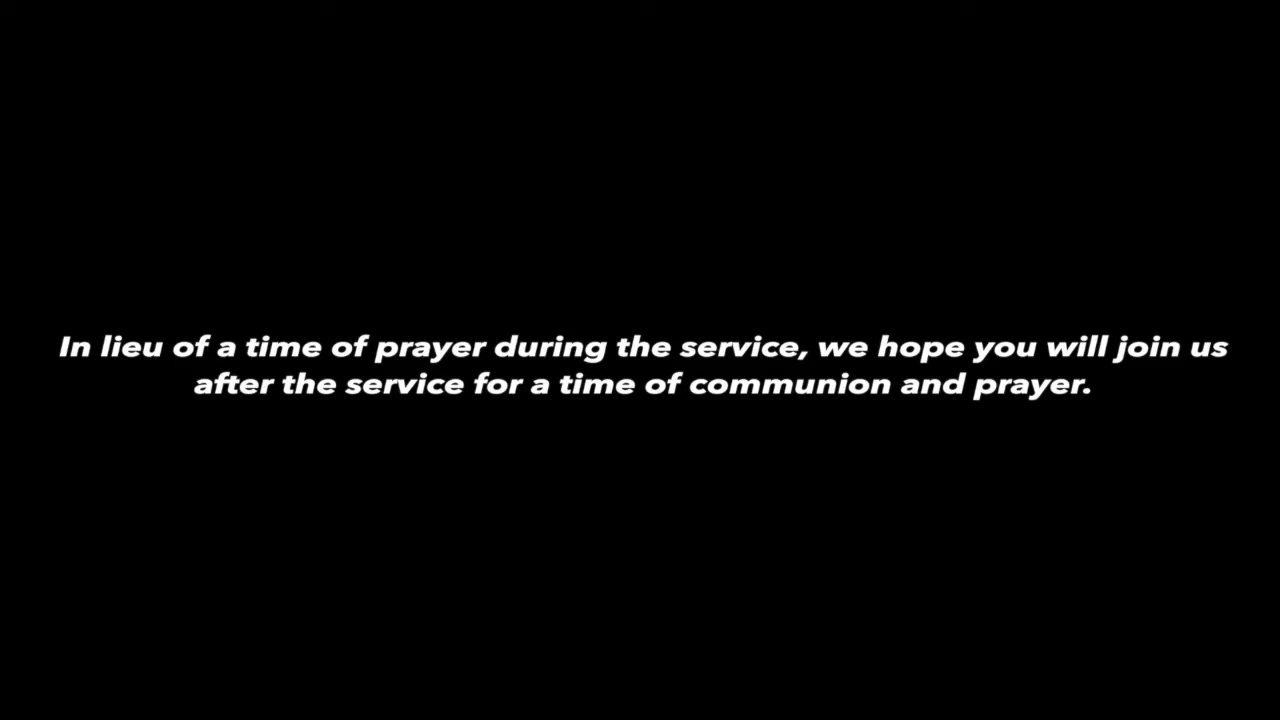 In lieu of a time of prayer during the service, we hope you will join us
after the service for a time of communion and prayer.